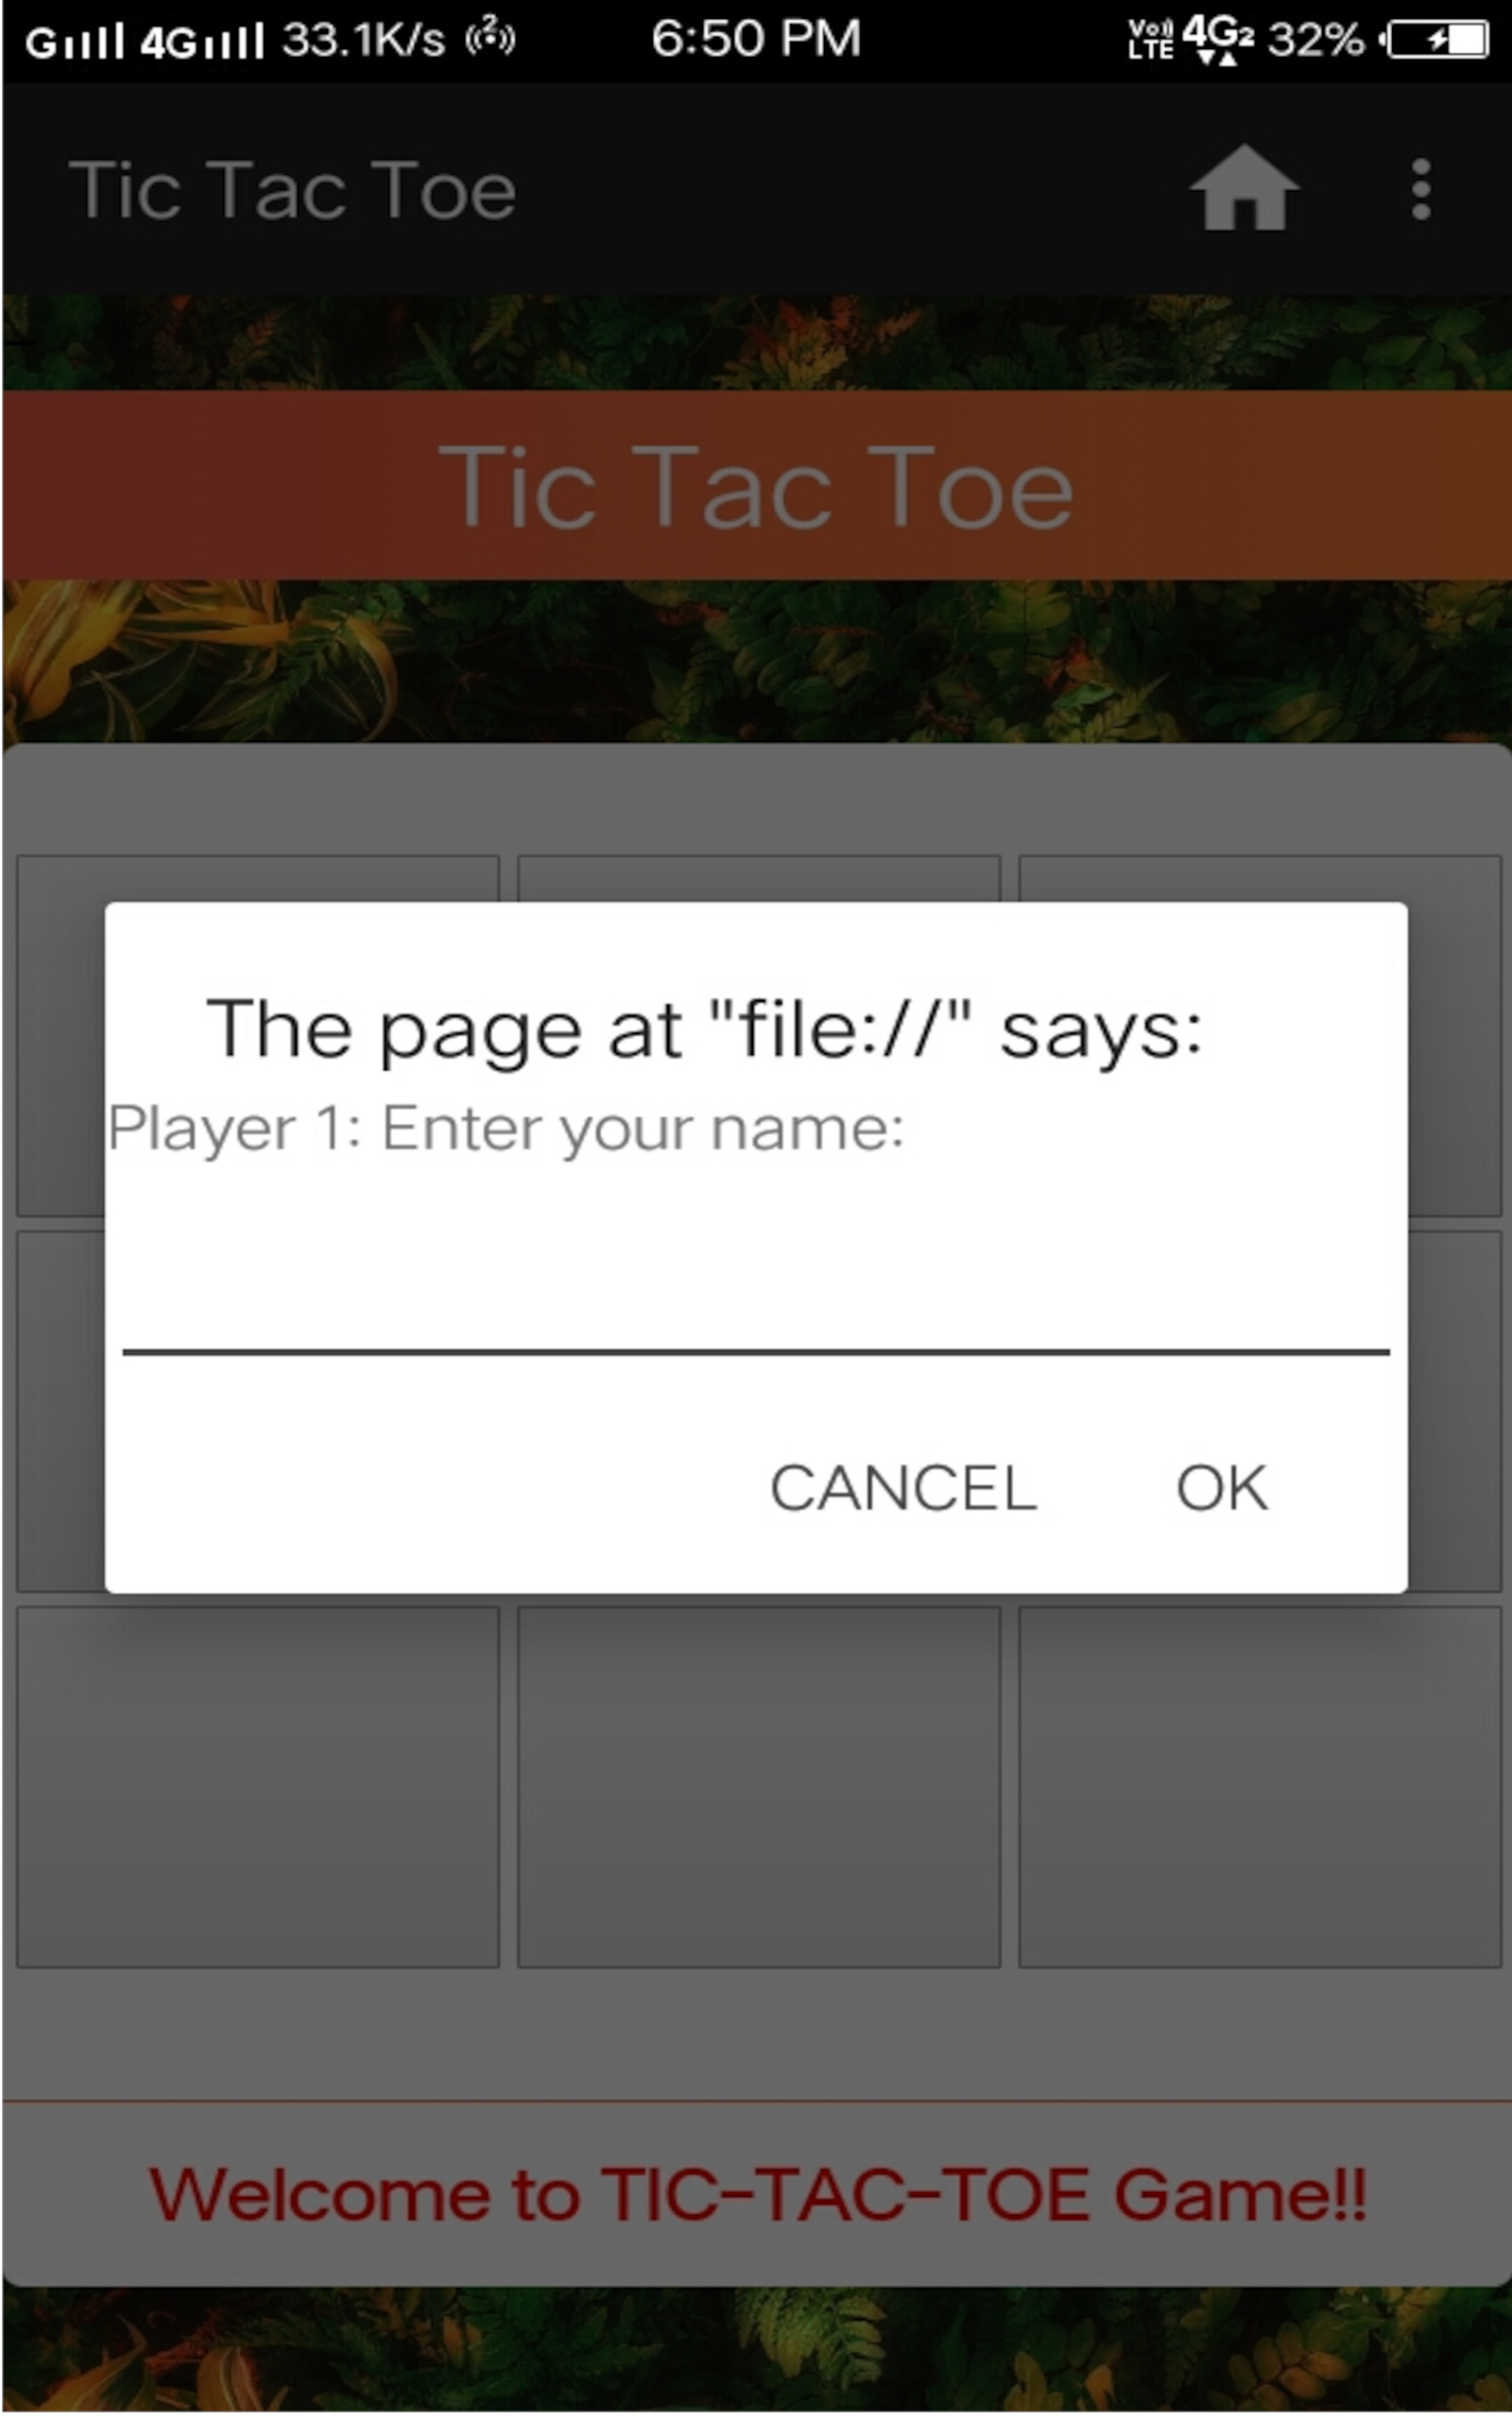 G 4G 33.1K/s 2 6:50 PM Vo)) LTE 4G2 32%
Tic Tac Toe
Tic Tac Toe
The page at "file://" says:
Player 1: Enter your name:
CANCEL OK
Welcome to TIC-TAC-TOE Game!!